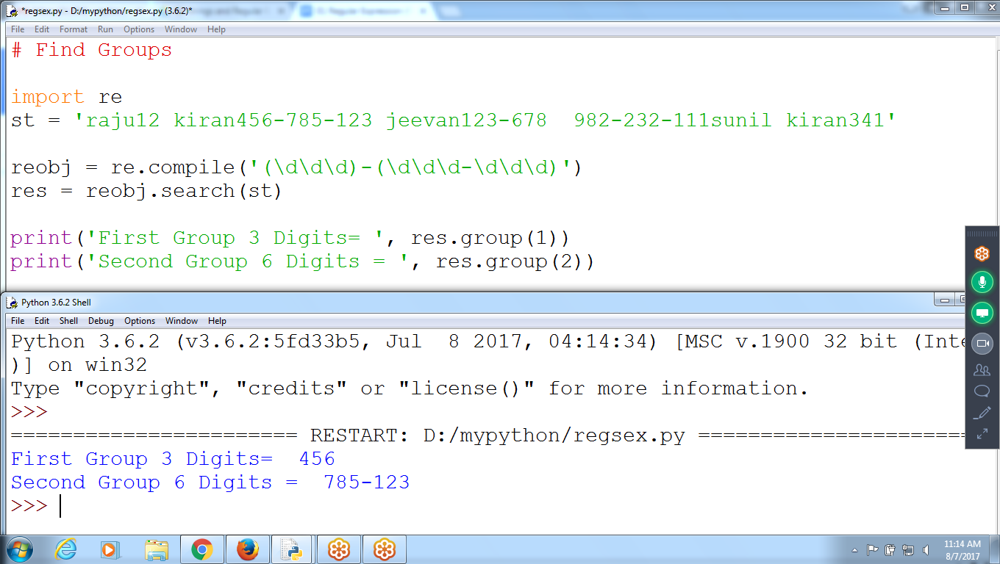 *regsex.py - D:/mypython/regsex.py (3.6.2)*
File Edit Format Run Options Window Help
# Find Groups
import re
st = 'raju12 kiran456-785-123 jeevan123-678  982-232-111sunil kiran341'
reobj = re.compile('(\d\d\d)-(\d\d\d-\d\d\d)')
res = reobj.search(st)
print('First Group 3 Digits= ', res.group(1))
print('Second Group 6 Digits = ', res.group(2))
Python 3.6.2 Shell
File Edit Shell Debug Options Window Help
Python 3.6.2 (v3.6.2:5fd33b5, Jul  8 2017, 04:14:34) [MSC v.1900 32 bit (Inte
)] on win32
Type "copyright", "credits" or "license()" for more information.
>>>
======================= RESTART: D:/mypython/regsex.py ======================
First Group 3 Digits=  456
Second Group 6 Digits =  785-123
>>>
11:14 AM
8/7/2017